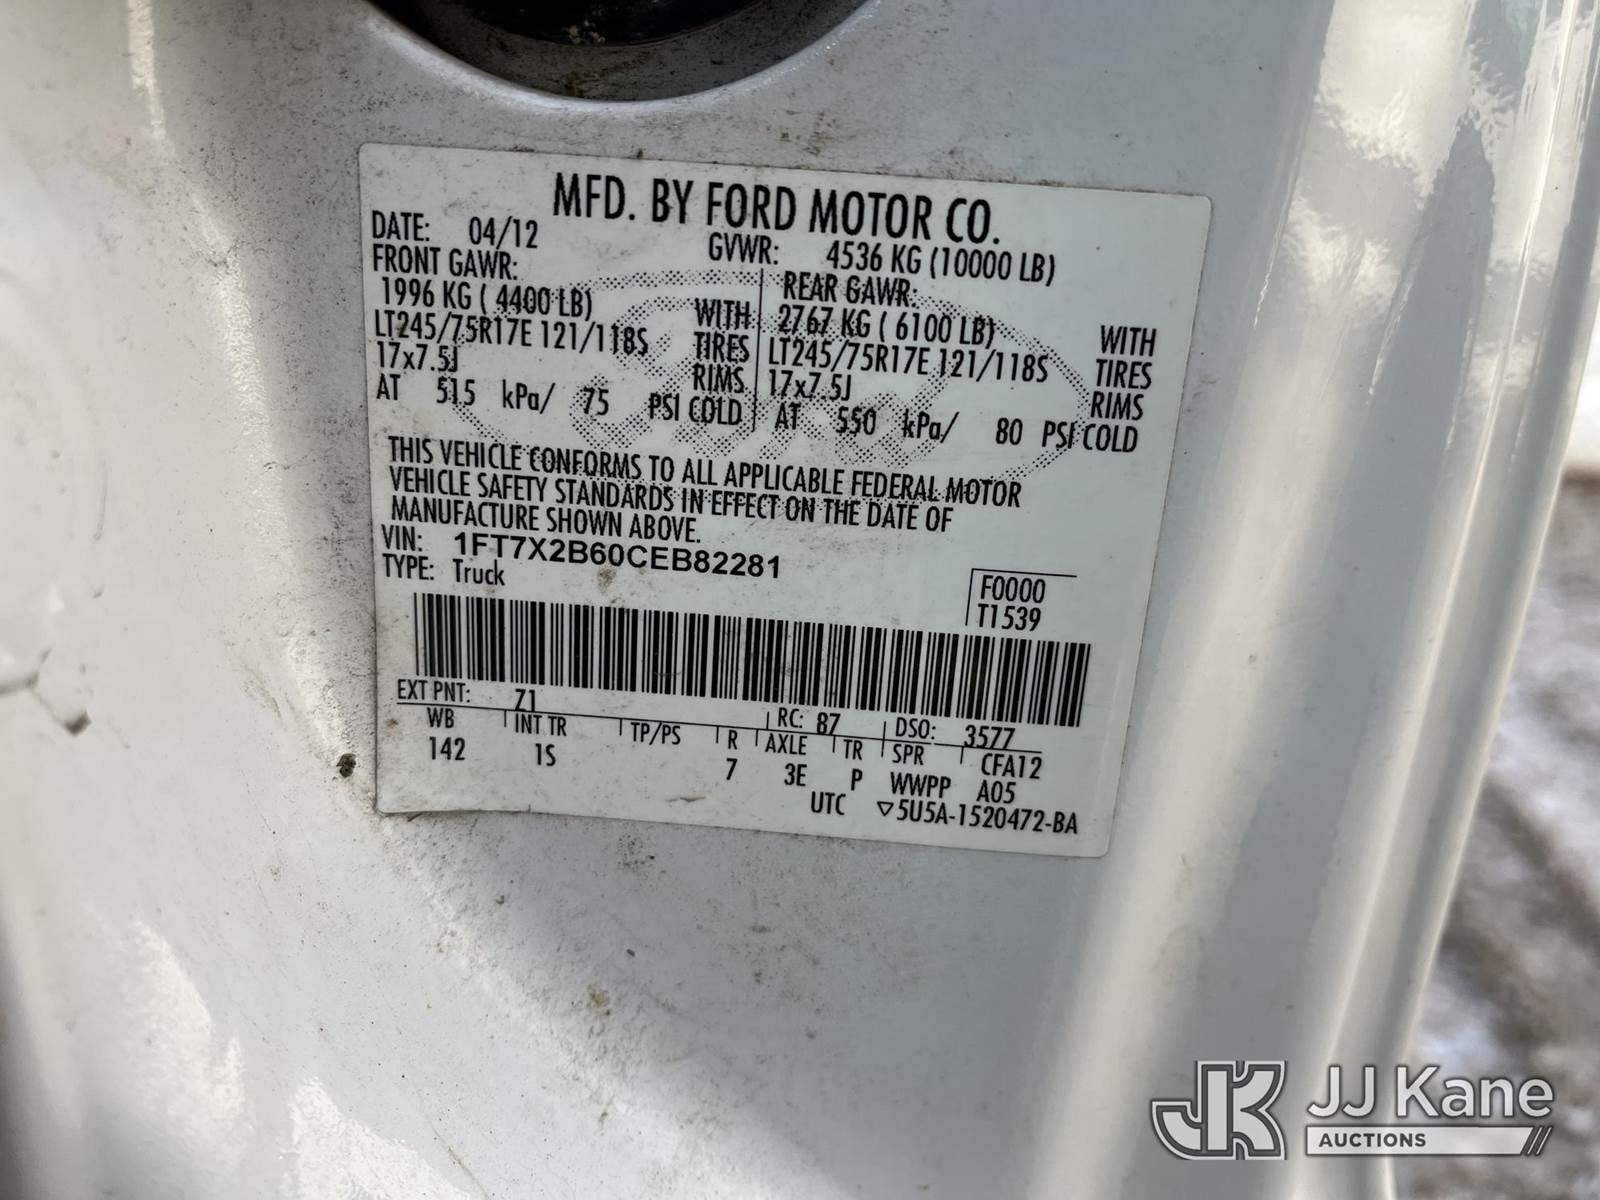 MFD. BY FORD MOTOR CO.
DATE: 04/12 GVWR: 4536 KG (10000 LB)
FRONT GAWR: REAR GAWR:
1996 KG ( 4400 LB) WITH 2767 KG ( 6100 LB) WITH
LT245/75R17E 121/118S TIRES LT245/75R17E 121/118S TIRES
17x7.5J RIMS 17x7.5J RIMS
AT 515 kPa/ 75 PSI COLD AT 550 kPa/ 80 PSI COLD
THIS VEHICLE CONFORMS TO ALL APPLICABLE FEDERAL MOTOR
VEHICLE SAFETY STANDARDS IN EFFECT ON THE DATE OF
MANUFACTURE SHOWN ABOVE.
VIN: 1FT7X2B60CEB82281
TYPE: Truck
F0000
T1539
EXT PNT: Z1 RC: 87 DSO: 3577
WB INT TR TP/PS R AXLE TR SPR CFA12
142 1S 7 3E P WWPP A05
UTC ▽5U5A-1520472-BA
JK JJ Kane
AUCTIONS